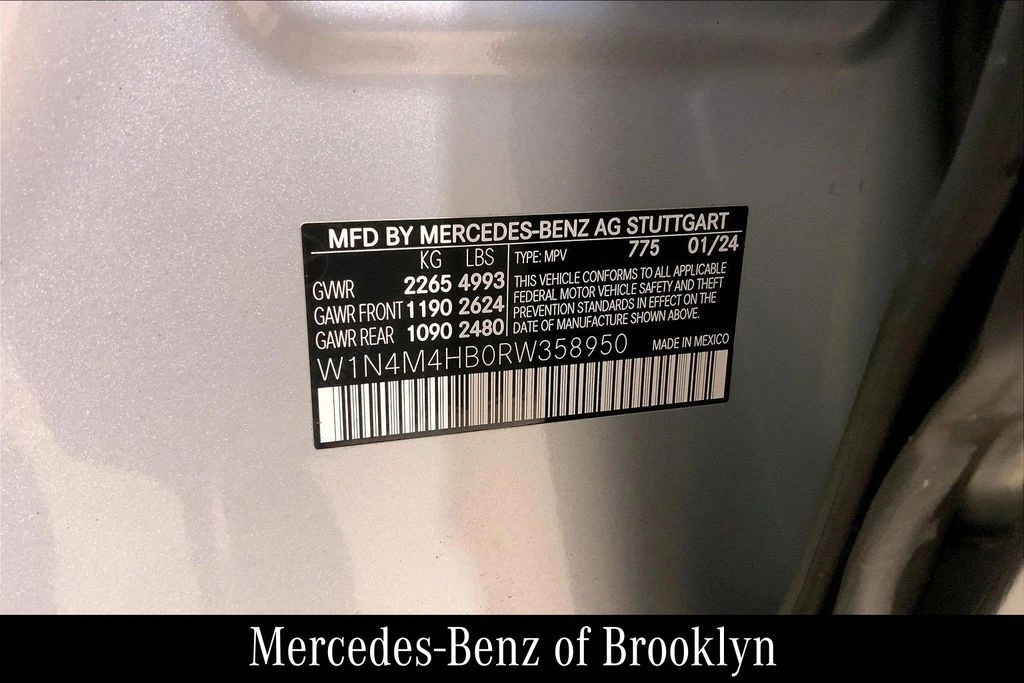 MFD BY MERCEDES-BENZ AG STUTTGART
KG LBS
GVWR 2265 4993
GAWR FRONT 1190 2624
GAWR REAR 1090 2480
TYPE: MPV 775 01/24
THIS VEHICLE CONFORMS TO ALL APPLICABLE
FEDERAL MOTOR VEHICLE SAFETY AND THEFT
PREVENTION STANDARDS IN EFFECT ON THE
DATE OF MANUFACTURE SHOWN ABOVE.
W1N4M4HB0RW358950 MADE IN MEXICO
Mercedes-Benz of Brooklyn